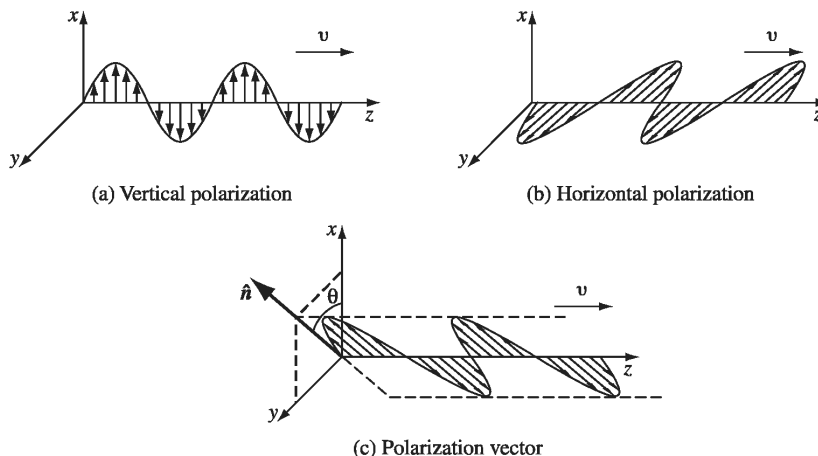 x
v
z
y
(a) Vertical polarization
x
v
z
y
(b) Horizontal polarization
x
n̂
θ
v
z
y
(c) Polarization vector